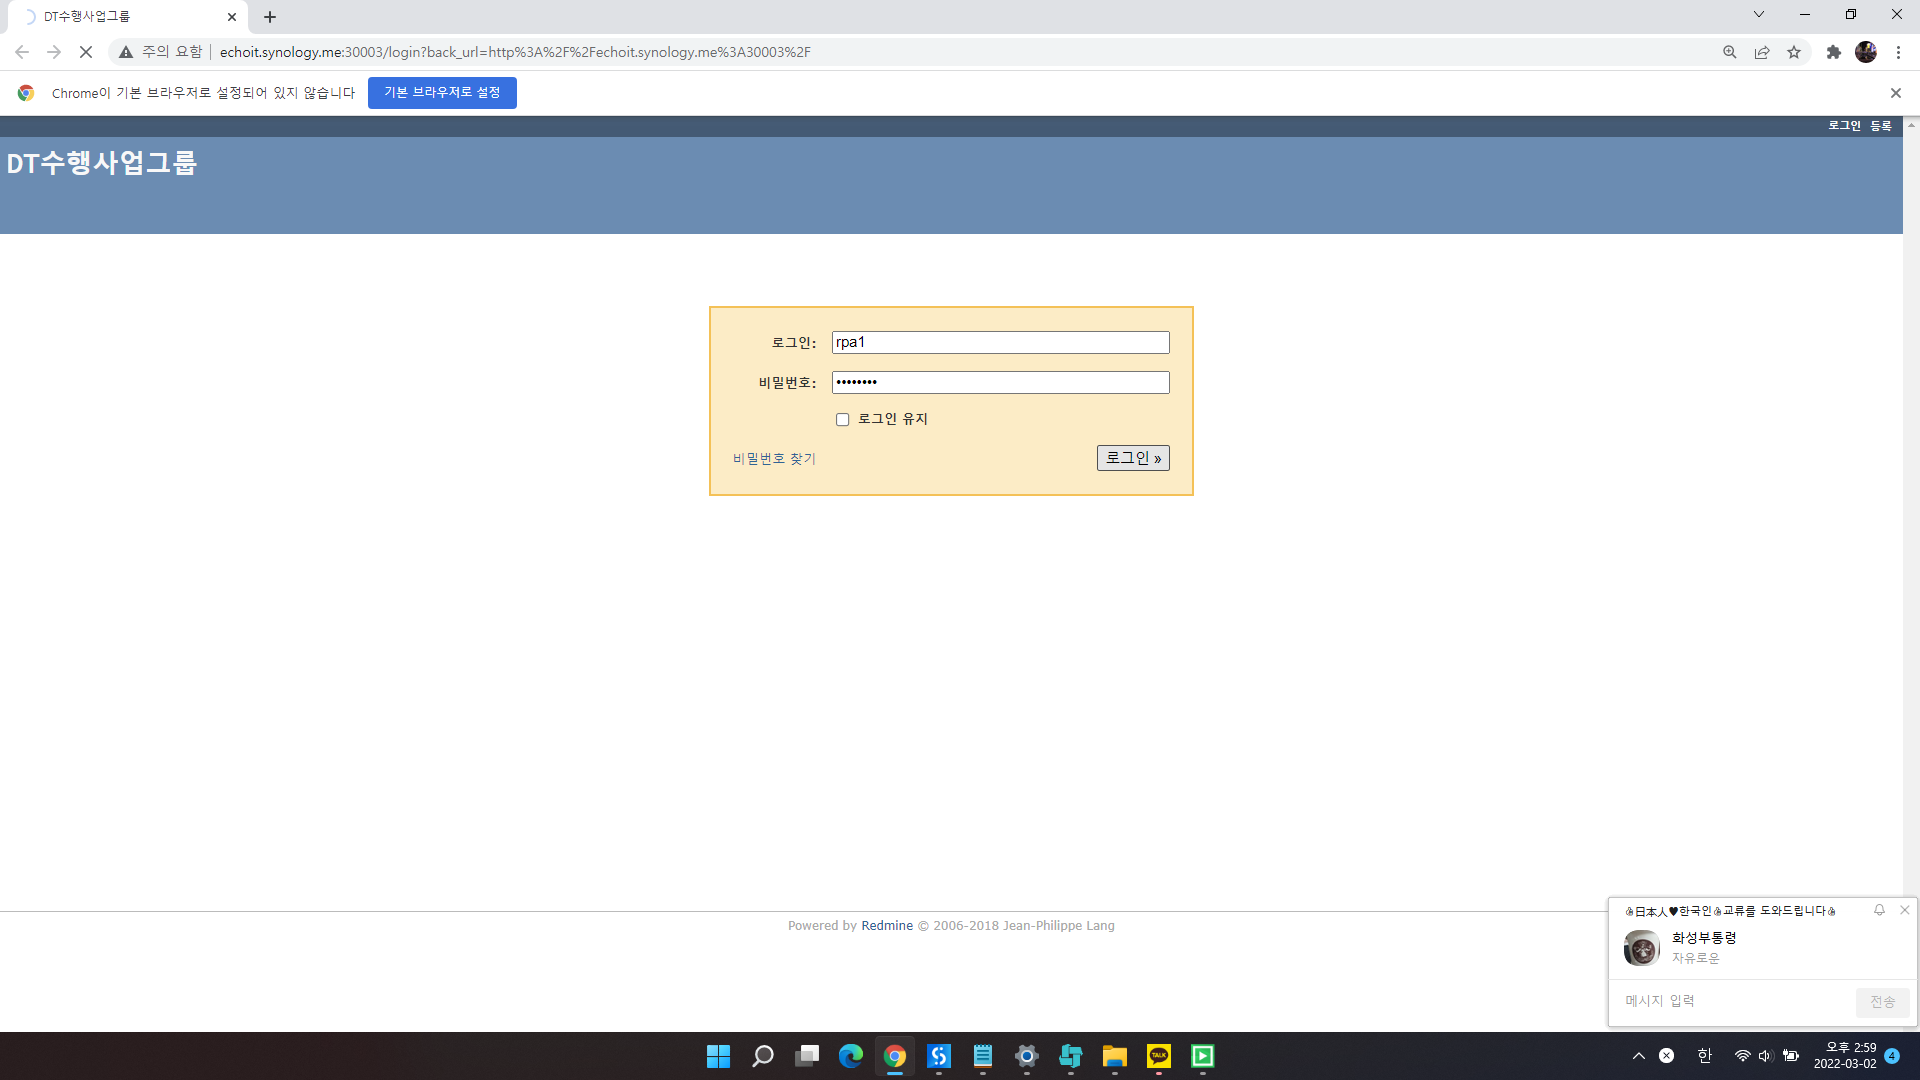 DT수행사업그룹
주의 요함
echoit.synology.me:30003/login?back_url=http%3A%2F%2Fechoit.synology.me%3A30003%2F
Chrome이 기본 브라우저로 설정되어 있지 않습니다
기본 브라우저로 설정
로그인 등록
DT수행사업그룹
로그인:
rpa1
비밀번호:
••••••••
로그인 유지
비밀번호 찾기
로그인 »
Powered by Redmine © 2006-2018 Jean-Philippe Lang
日本人♥한국인 교류를 도와드립니다
화성부통령
자유로운
메시지 입력
전송
TALK
한
오후 2:59
2022-03-02
4